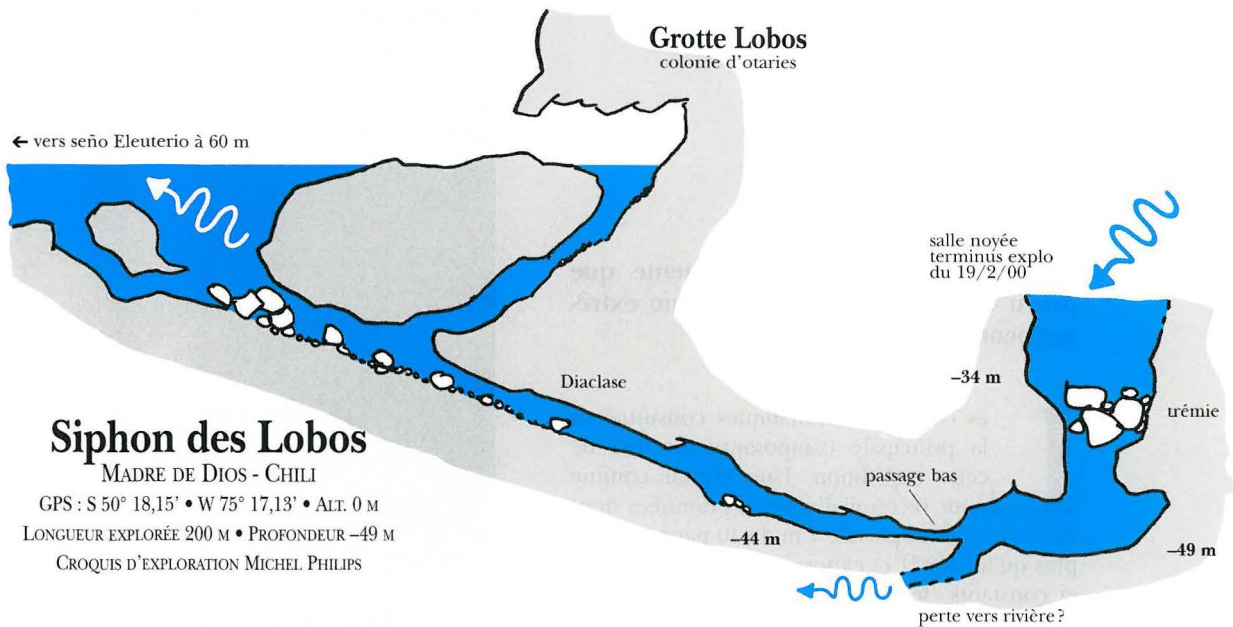 Grotte Lobos
colonie d'otaries
← vers seño Eleuterio à 60 m
salle noyée
terminus explo
du 19/2/00
–34 m
Diaclase
trémie
Siphon des Lobos
MADRE DE DIOS - CHILI
GPS : S 50° 18,15' • W 75° 17,13' • ALT. 0 M
LONGUEUR EXPLORÉE 200 M • PROFONDEUR –49 M
CROQUIS D'EXPLORATION MICHEL PHILIPS
passage bas
–44 m
–49 m
perte vers rivière ?